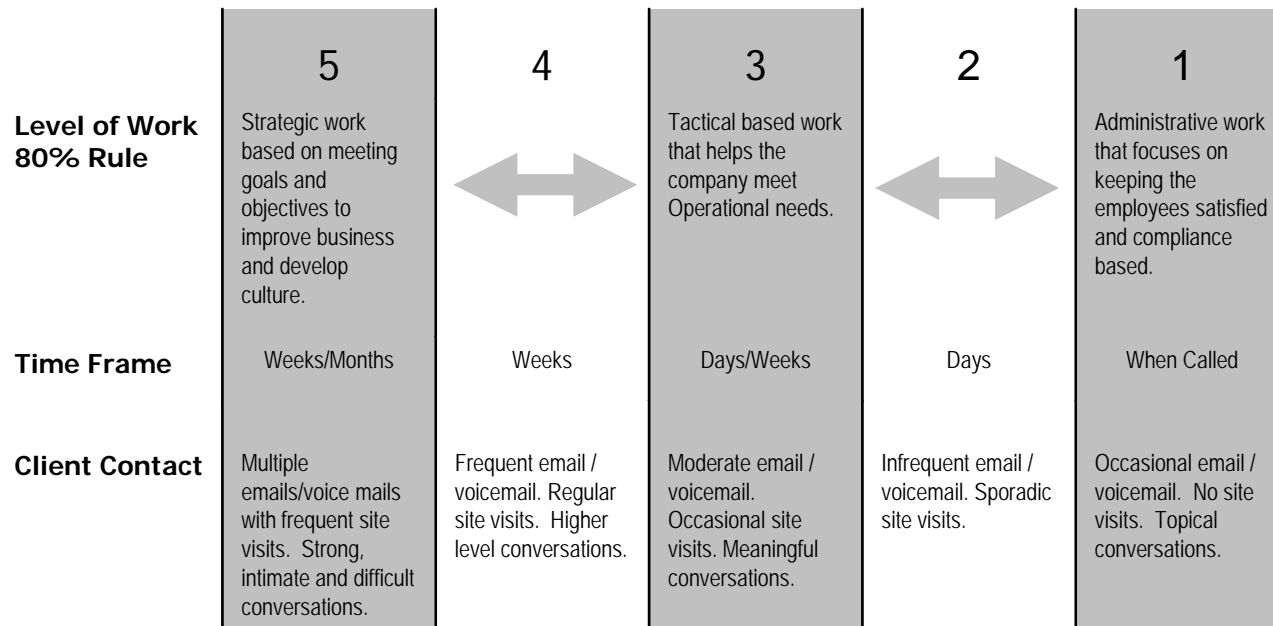 5
4
3
2
1
Level of Work
80% Rule
Strategic work
based on meeting
goals and
objectives to
improve business
and develop
culture.
Tactical based work
that helps the
company meet
Operational needs.
Administrative work
that focuses on
keeping the
employees satisfied
and compliance
based.
Time Frame
Weeks/Months
Weeks
Days/Weeks
Days
When Called
Client Contact
Multiple
emails/voice mails
with frequent site
visits. Strong,
intimate and difficult
conversations.
Frequent email /
voicemail. Regular
site visits. Higher
level conversations.
Moderate email /
voicemail.
Occasional site
visits. Meaningful
conversations.
Infrequent email /
voicemail. Sporadic
site visits.
Occasional email /
voicemail. No site
visits. Topical
conversations.